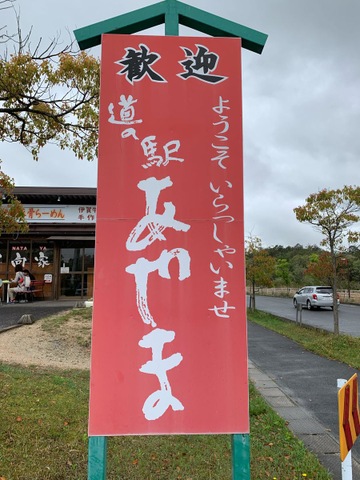 歓迎
ようこそ いらっしゃいませ
道の駅
あやま
らーめん